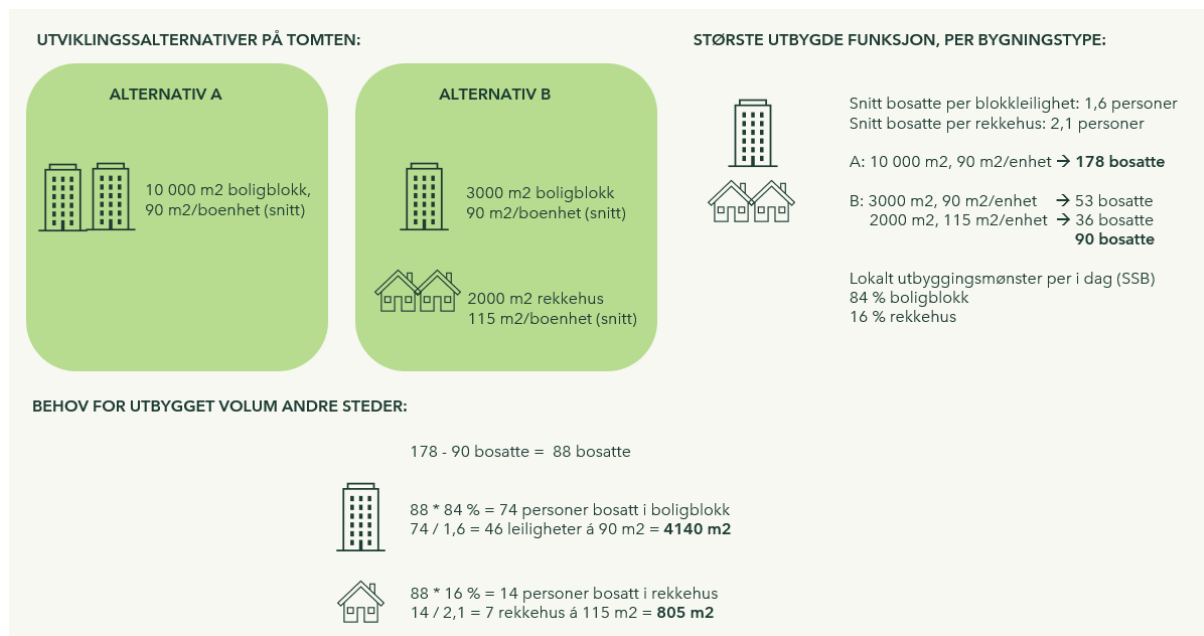 UTVIKLINGSSALTERNATIVER PÅ TOMTEN:
ALTERNATIV A
10 000 m2 boligblokk,
90 m2/boenhet (snitt)
ALTERNATIV B
3000 m2 boligblokk
90 m2/boenhet (snitt)
2000 m2 rekkehus
115 m2/boenhet (snitt)
STØRSTE UTBYGDE FUNKSJON, PER BYGNINGSTYPE:
Snitt bosatte per blokkleilighet: 1,6 personer
Snitt bosatte per rekkehus: 2,1 personer
A: 10 000 m2, 90 m2/enhet → 178 bosatte
B: 3000 m2, 90 m2/enhet → 53 bosatte
2000 m2, 115 m2/enhet → 36 bosatte
90 bosatte
Lokalt utbyggingsmønster per i dag (SSB)
84 % boligblokk
16 % rekkehus
BEHOV FOR UTBYGGET VOLUM ANDRE STEDER:
178 - 90 bosatte = 88 bosatte
88 * 84 % = 74 personer bosatt i boligblokk
74 / 1,6 = 46 leiligheter á 90 m2 = 4140 m2
88 * 16 % = 14 personer bosatt i rekkehus
14 / 2,1 = 7 rekkehus á 115 m2 = 805 m2